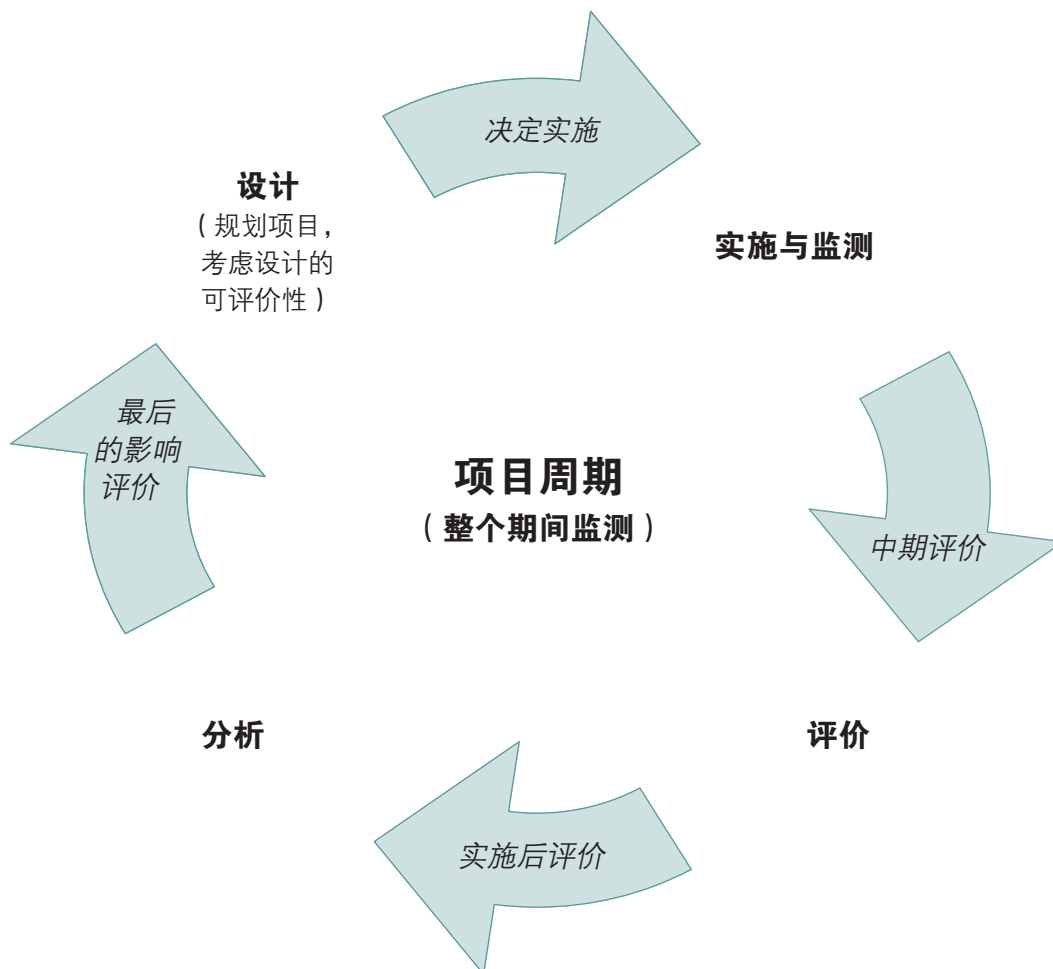 决定实施
设计
（规划项目，
考虑设计的
可评价性）
实施与监测
最后
的影响
评价
项目周期
（整个期间监测）
中期评价
分析
评价
实施后评价